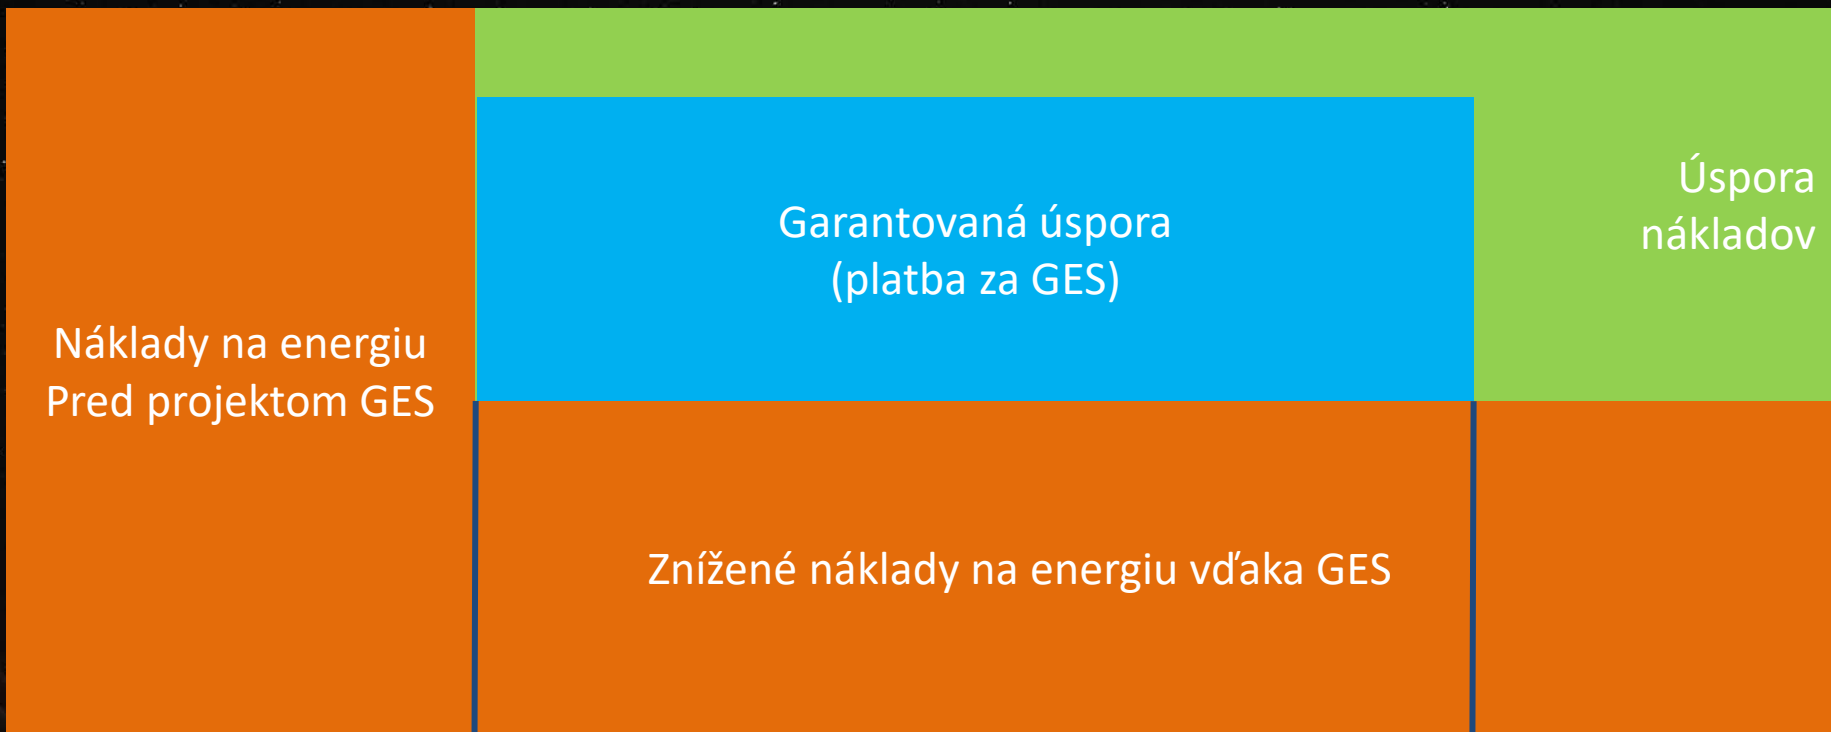 Náklady na energiu
Pred projektom GES
Garantovaná úspora
(platba za GES)
Úspora
nákladov
Znížené náklady na energiu vďaka GES